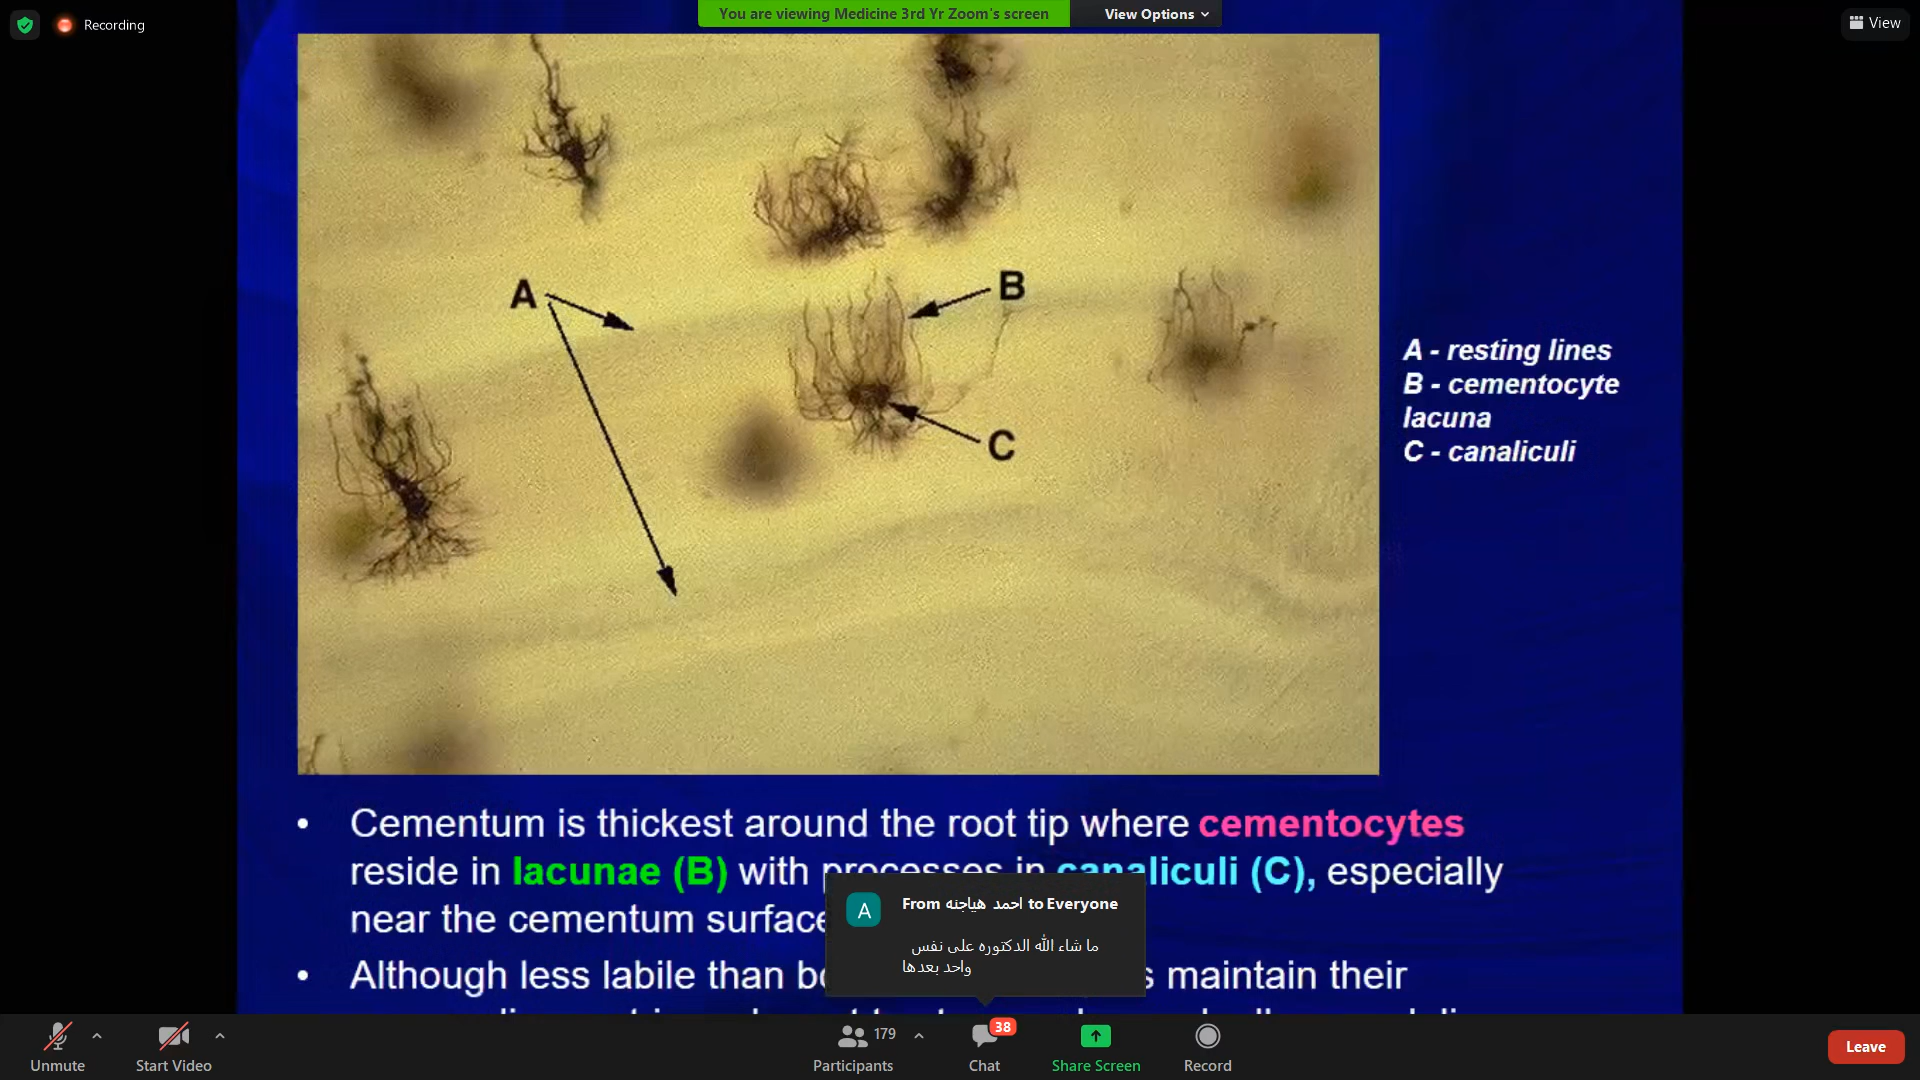 Recording
You are viewing Medicine 3rd Yr Zoom's screen
View Options
View
A
B
C
A - resting lines
B - cementocyte
lacuna
C - canaliculi
• Cementum is thickest around the root tip where cementocytes
reside in lacunae (B) with processes in canaliculi (C), especially
near the cementum surface
• Although less labile than maintain their
A
From احمد هياجنه to Everyone
ما شاء الله الدكتوره على نفس
واحد بعدها
Unmute
Start Video
179
Participants
38
Chat
Share Screen
Record
Leave